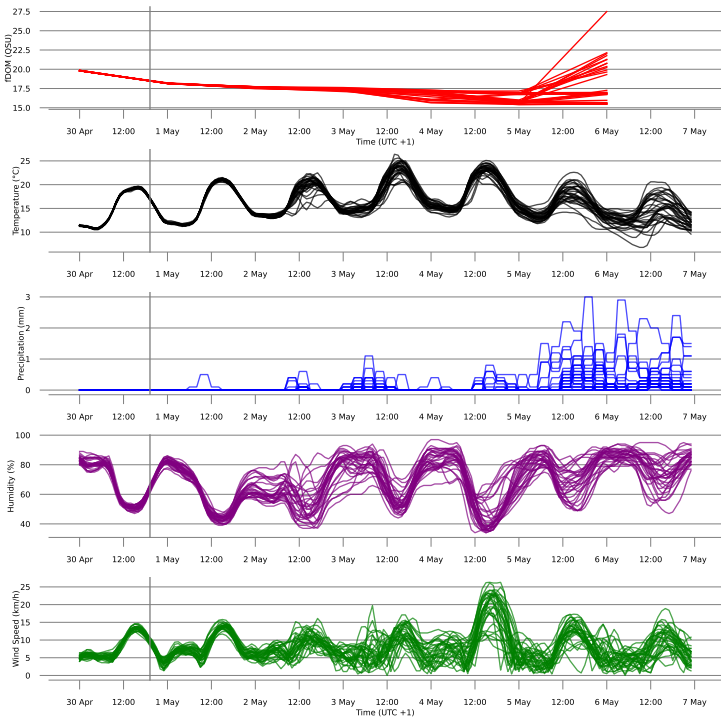 fDOM (QSU)
27.5
25.0
22.5
20.0
17.5
15.0
30 Apr 12:00 1 May 12:00 2 May 12:00 3 May 12:00 4 May 12:00 5 May 12:00 6 May 12:00 7 May
Time (UTC +1)
Temperature (°C)
25
20
15
10
30 Apr 12:00 1 May 12:00 2 May 12:00 3 May 12:00 4 May 12:00 5 May 12:00 6 May 12:00 7 May
Precipitation (mm)
3
2
1
0
30 Apr 12:00 1 May 12:00 2 May 12:00 3 May 12:00 4 May 12:00 5 May 12:00 6 May 12:00 7 May
Humidity (%)
100
80
60
40
30 Apr 12:00 1 May 12:00 2 May 12:00 3 May 12:00 4 May 12:00 5 May 12:00 6 May 12:00 7 May
Wind Speed (km/h)
25
20
15
10
5
0
30 Apr 12:00 1 May 12:00 2 May 12:00 3 May 12:00 4 May 12:00 5 May 12:00 6 May 12:00 7 May
Time (UTC +1)